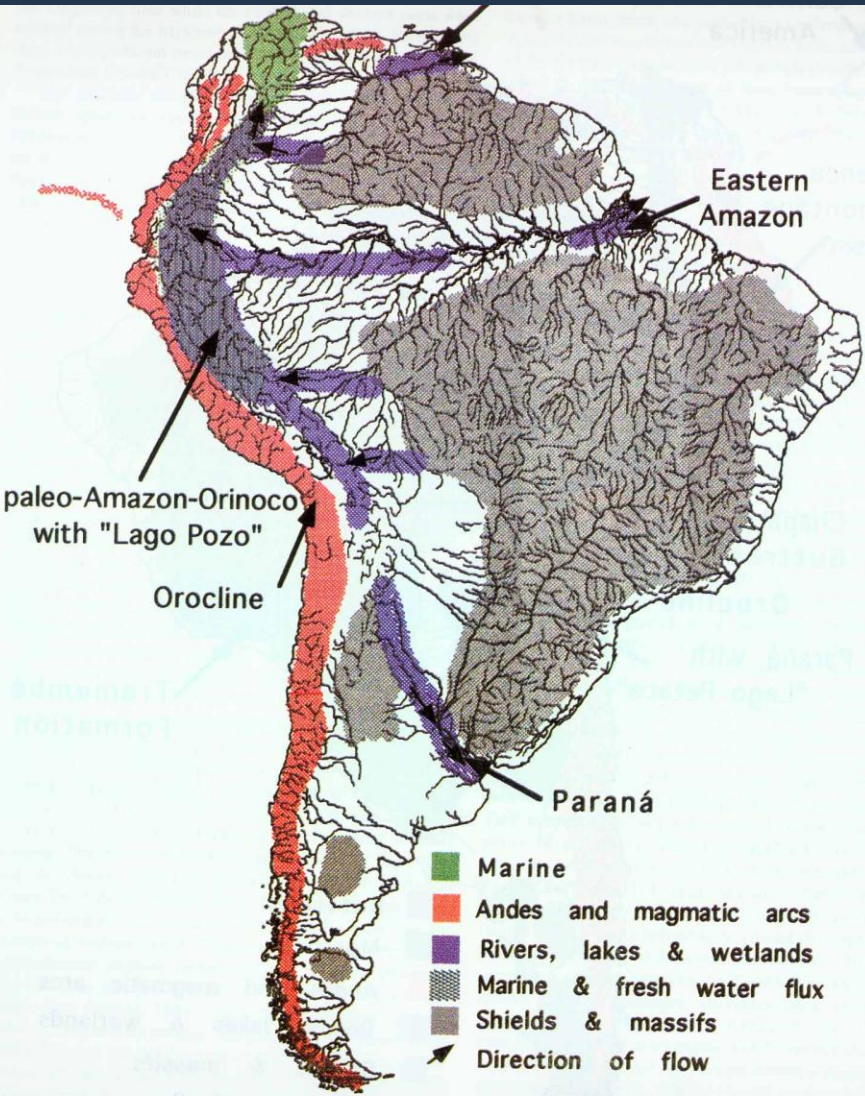 Eastern
Amazon
paleo-Amazon-Orinoco
with "Lago Pozo"
Orocline
Paraná
Marine
Andes and magmatic arcs
Rivers, lakes & wetlands
Marine & fresh water flux
Shields & massifs
Direction of flow